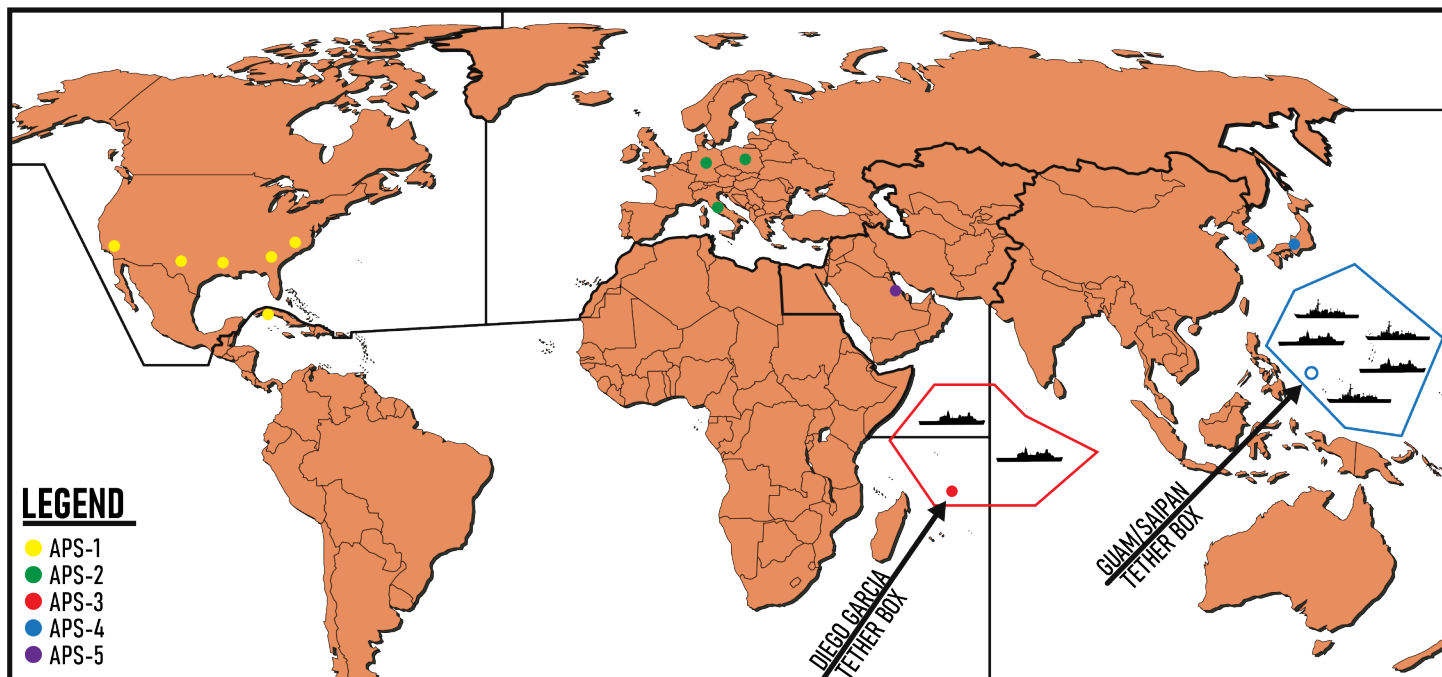 LEGEND
APS-1
APS-2
APS-3
APS-4
APS-5
DIEGO GARCIA
TETHER BOX
GUAM/SAIPAN
TETHER BOX